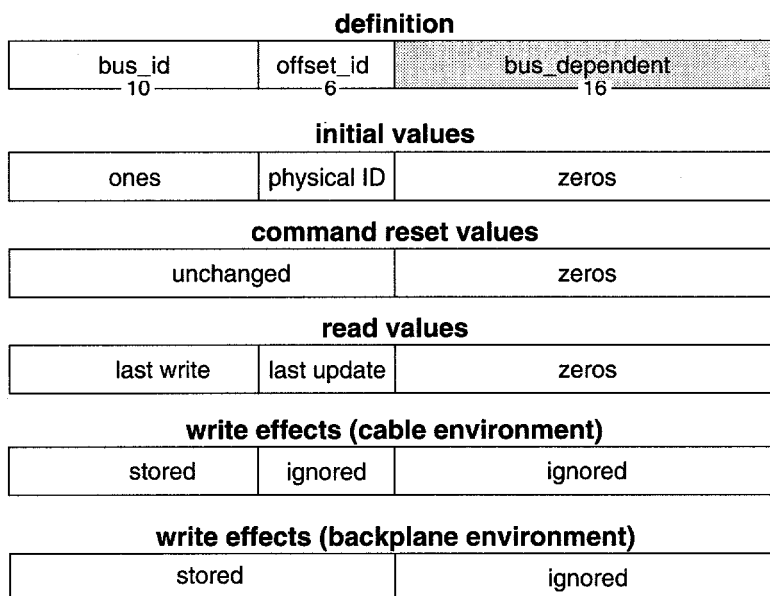 definition
bus_id offset_id bus_dependent
10 6 16
initial values
ones physical ID zeros
command reset values
unchanged zeros
read values
last write last update zeros
write effects (cable environment)
stored ignored ignored
write effects (backplane environment)
stored ignored